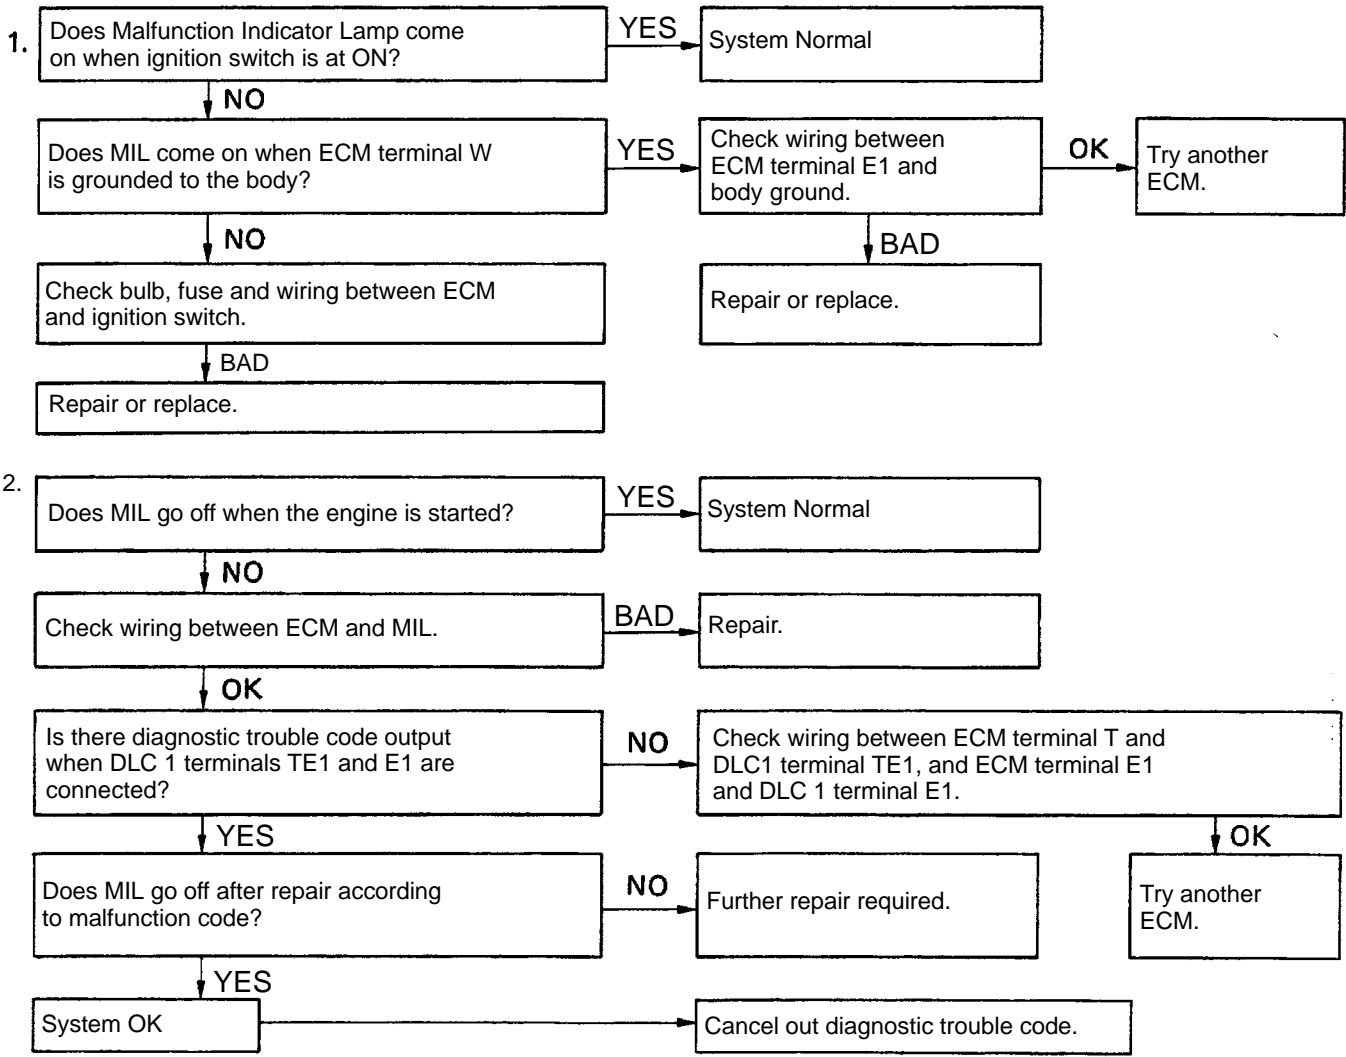 1.
Does Malfunction Indicator Lamp come
on when ignition switch is at ON?
YES
System Normal
NO
Does MIL come on when ECM terminal W
is grounded to the body?
YES
Check wiring between
ECM terminal E1 and
body ground.
OK
Try another
ECM.
NO
BAD
Check bulb, fuse and wiring between ECM
and ignition switch.
Repair or replace.
BAD
Repair or replace.
2.
Does MIL go off when the engine is started?
YES
System Normal
NO
Check wiring between ECM and MIL.
BAD
Repair.
OK
Is there diagnostic trouble code output
when DLC 1 terminals TE1 and E1 are
connected?
NO
Check wiring between ECM terminal T and
DLC1 terminal TE1, and ECM terminal E1
and DLC 1 terminal E1.
YES
OK
Does MIL go off after repair according
to malfunction code?
NO
Further repair required.
Try another
ECM.
YES
System OK
Cancel out diagnostic trouble code.